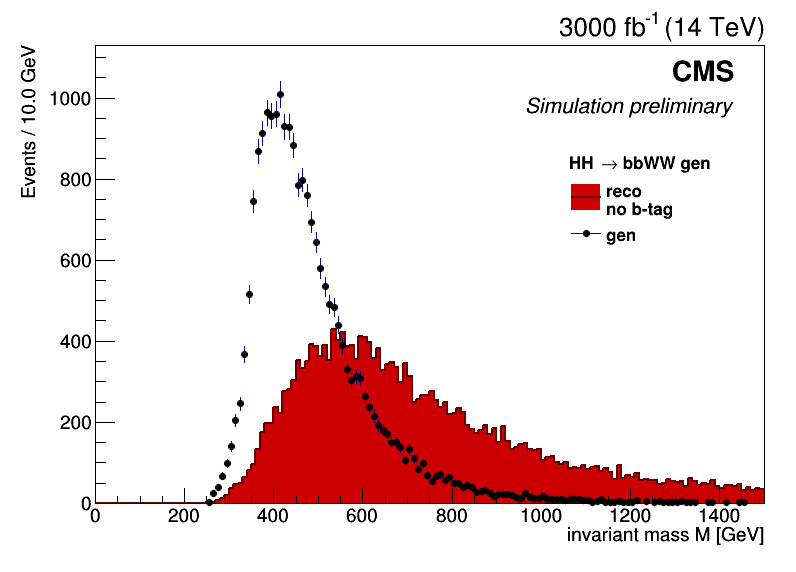 3000 fb-1 (14 TeV)
CMS
Simulation preliminary
HH → bbWW gen
reco
no b-tag
gen
Events / 10.0 GeV
1000
800
600
400
200
0
0 200 400 600 800 1000 1200 1400
invariant mass M [GeV]